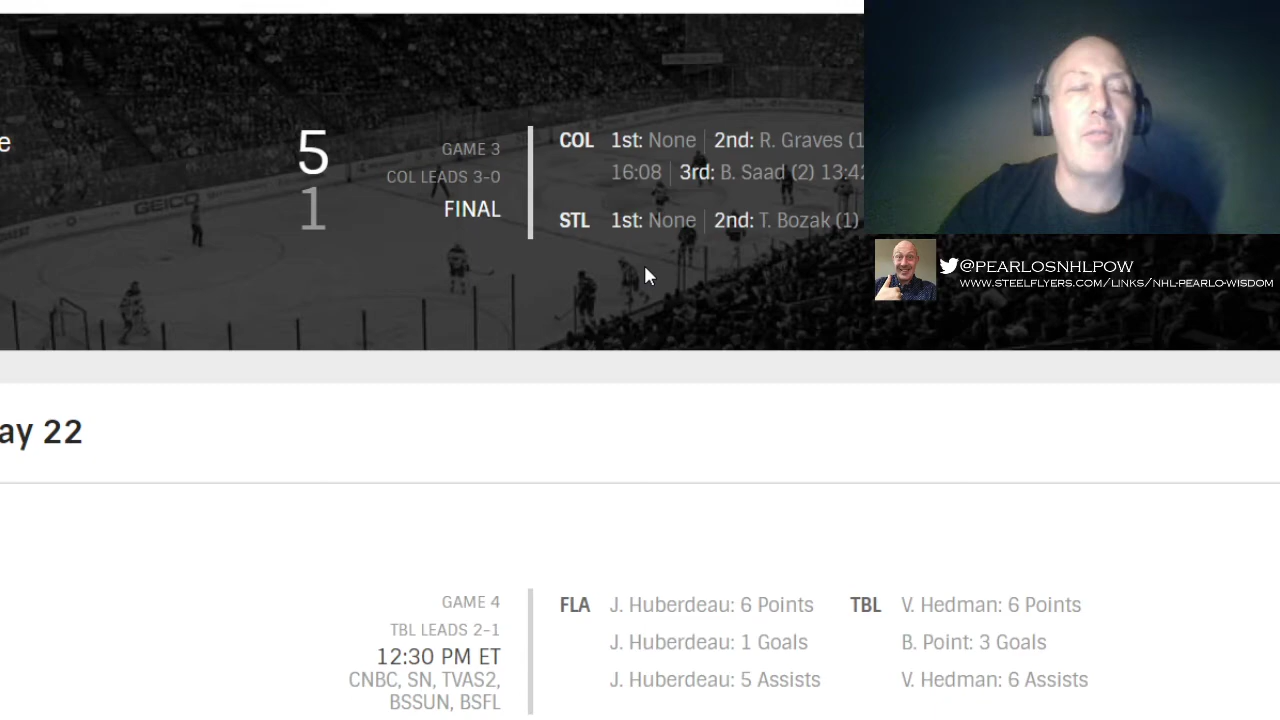 e
5
1
GAME 3
COL LEADS 3-0
FINAL
COL 1st: None | 2nd: R. Graves (1
16:08 | 3rd: B. Saad (2) 13:42
STL 1st: None | 2nd: T. Bozak (1)
GEICO
@PEARLOSNHLPOW
WWW.STEELFLYERS.COM/LINKS/NHL-PEARLO-WISDOM
ay 22
GAME 4
TBL LEADS 2-1
12:30 PM ET
CNBC, SN, TVAS2,
BSSUN, BSFL
FLA J. Huberdeau: 6 Points
J. Huberdeau: 1 Goals
J. Huberdeau: 5 Assists
TBL V. Hedman: 6 Points
B. Point: 3 Goals
V. Hedman: 6 Assists